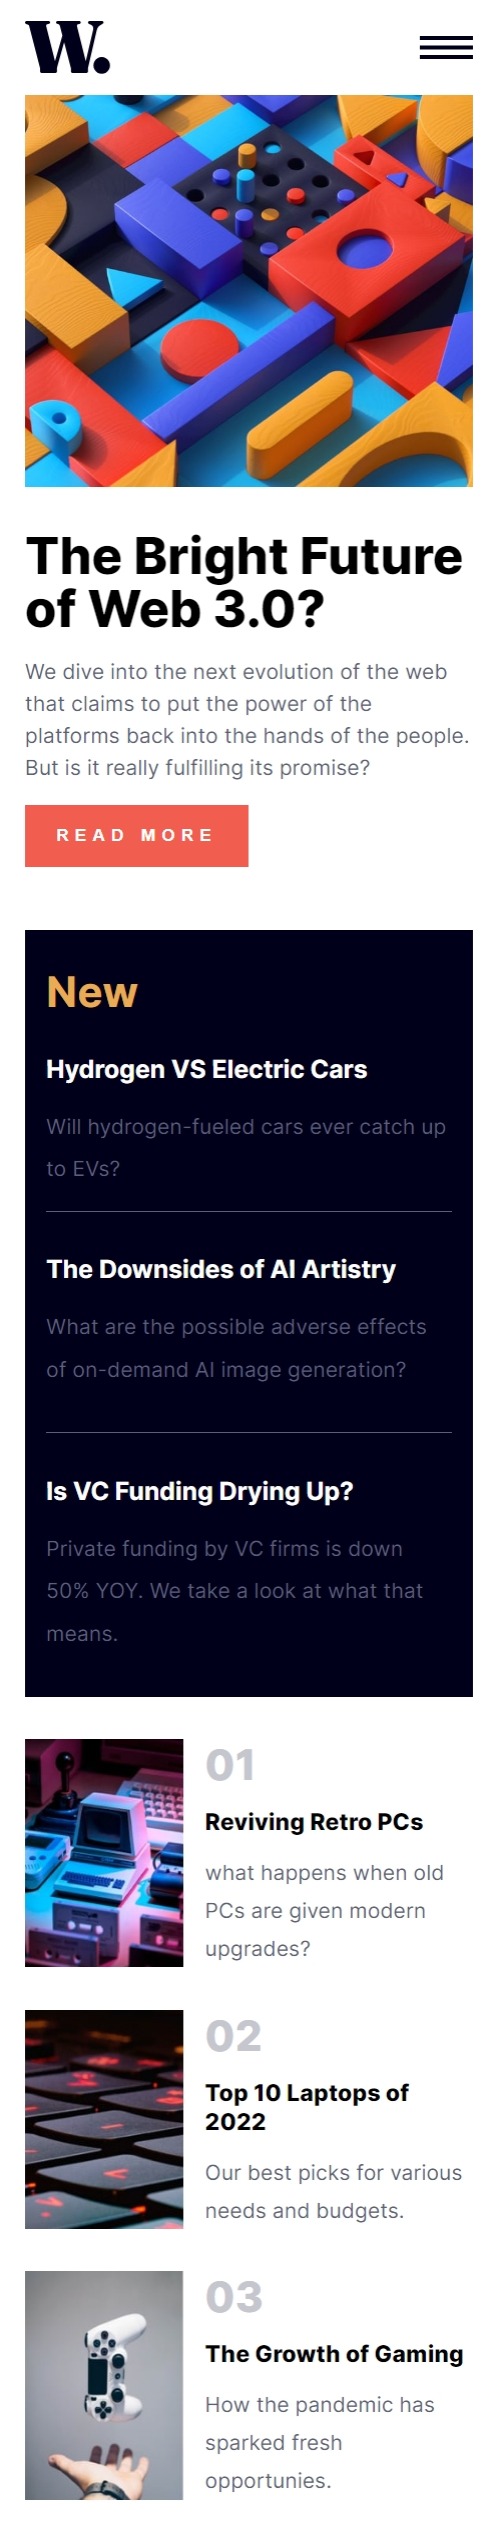 W.
The Bright Future
of Web 3.0?
We dive into the next evolution of the web
that claims to put the power of the
platforms back into the hands of the people.
But is it really fulfilling its promise?
READ MORE
New
Hydrogen VS Electric Cars
Will hydrogen-fueled cars ever catch up
to EVs?
The Downsides of AI Artistry
What are the possible adverse effects
of on-demand AI image generation?
Is VC Funding Drying Up?
Private funding by VC firms is down
50% YOY. We take a look at what that
means.
01
Reviving Retro PCs
what happens when old
PCs are given modern
upgrades?
02
Top 10 Laptops of
2022
Our best picks for various
needs and budgets.
03
The Growth of Gaming
How the pandemic has
sparked fresh
opportunies.